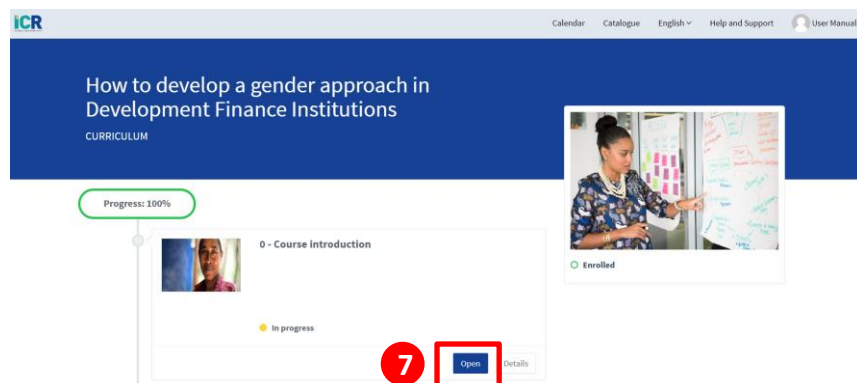 iCR
Calendar Catalogue English Help and Support User Manual
How to develop a gender approach in
Development Finance Institutions
CURRICULUM
Progress: 100%
0 - Course introduction
Enrolled
In progress
7
Open Details